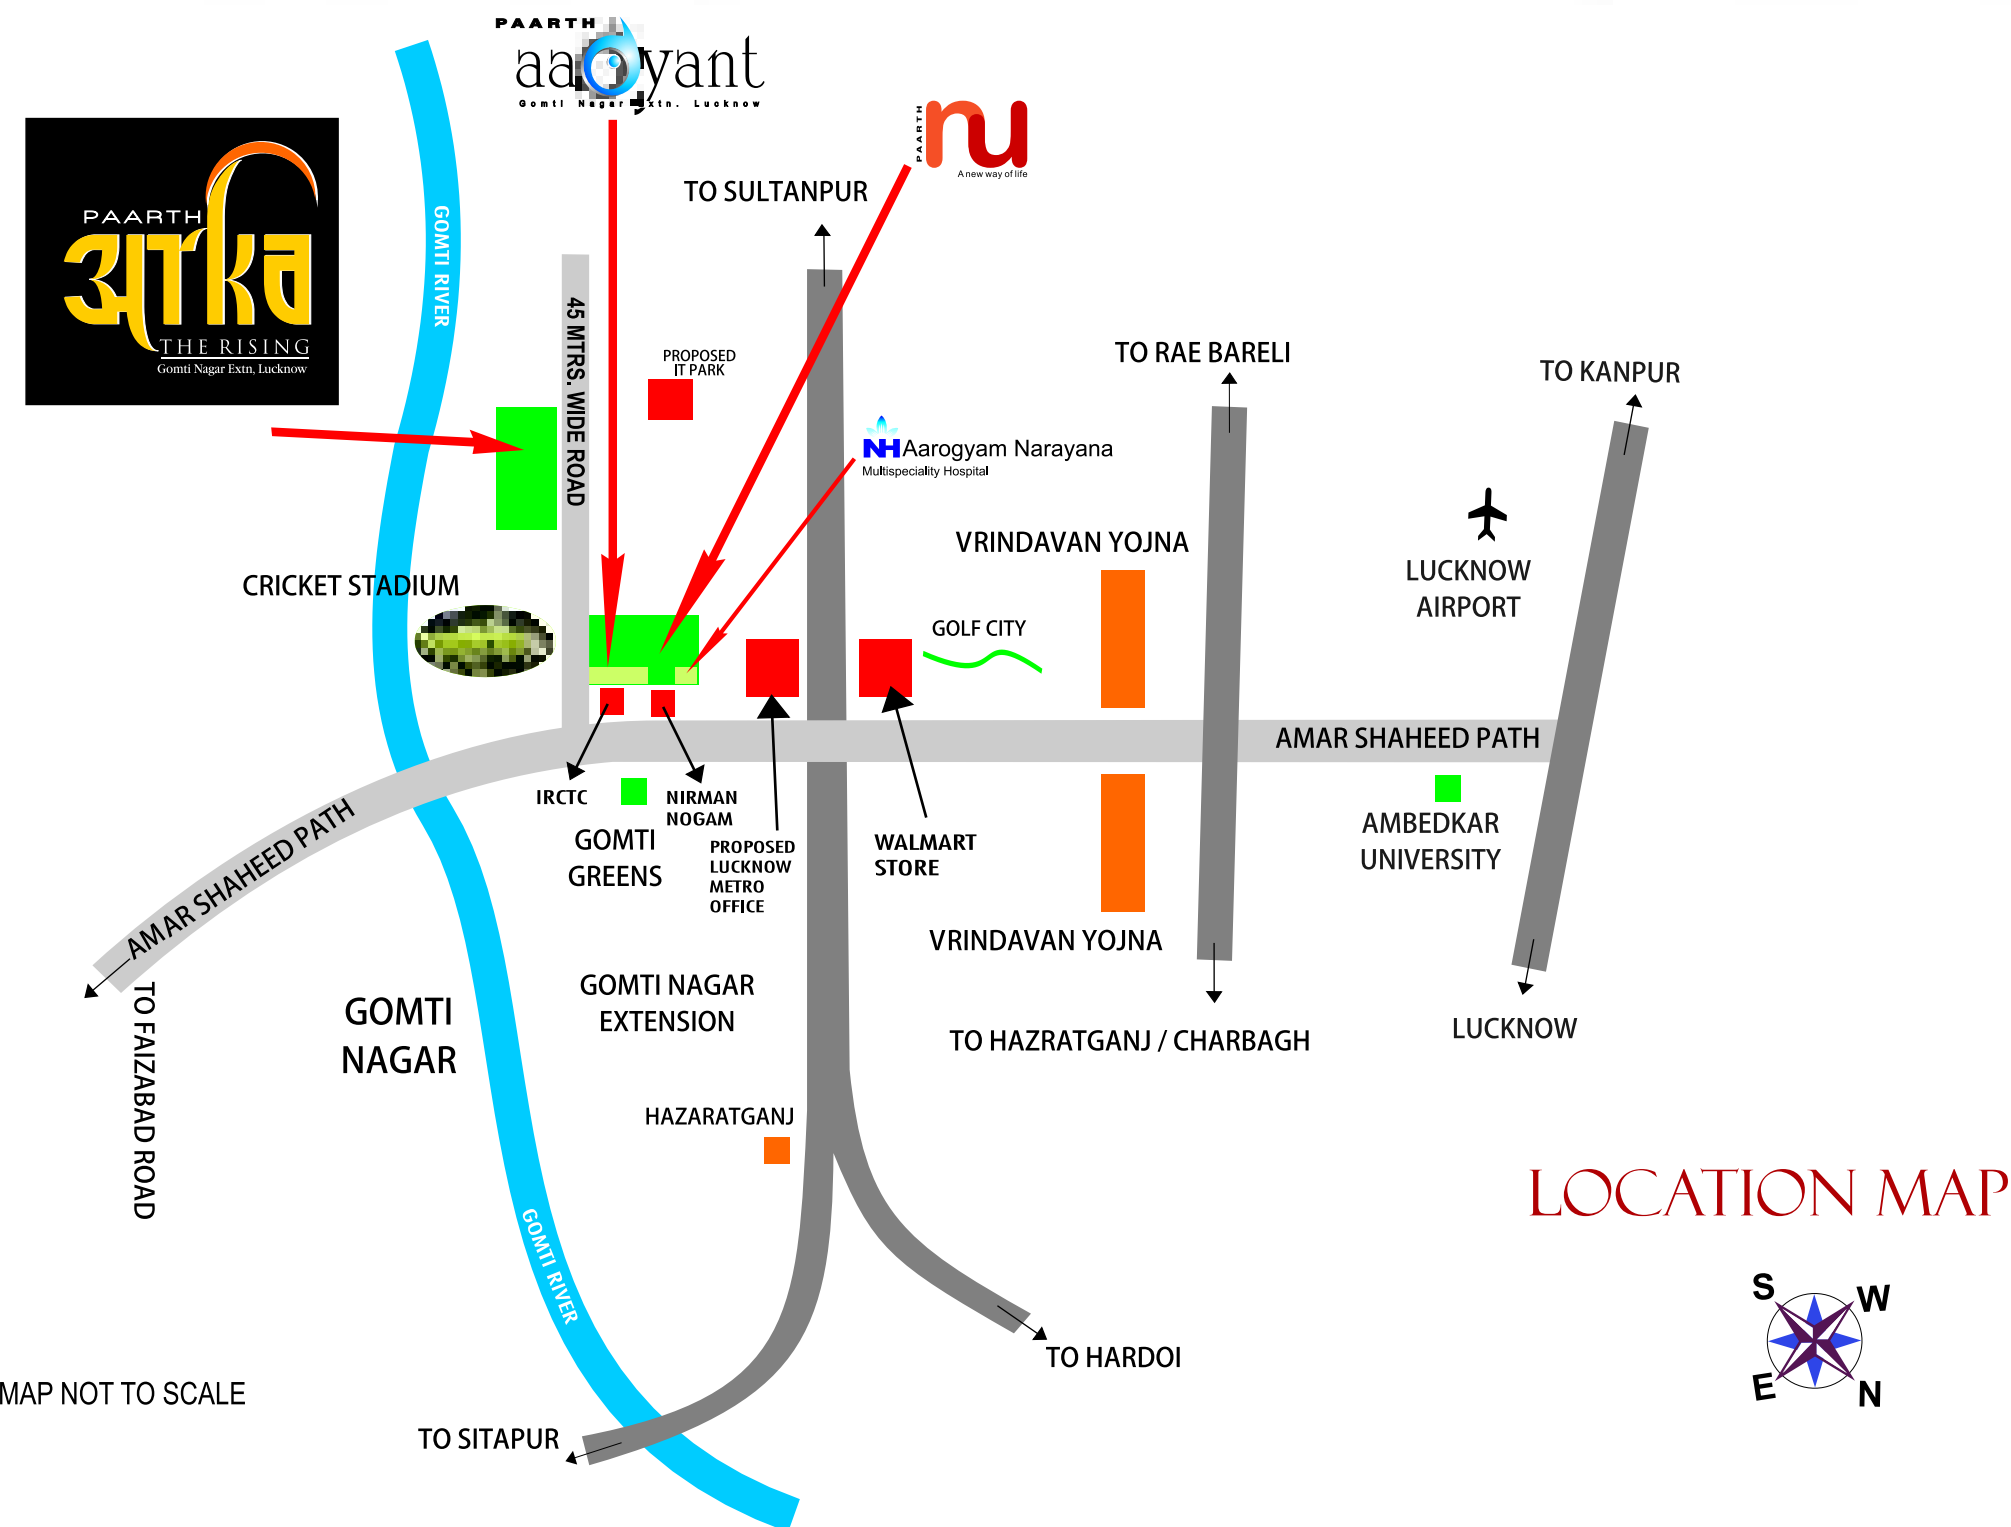 PAARTH
aadyant
Gomti Nagar Extn. Lucknow
PAARTH
nu
A new way of life
PAARTH
अरका
THE RISING
Gomti Nagar Extn, Lucknow
TO SULTANPUR
GOMTI RIVER
45 MTRS. WIDE ROAD
PROPOSED
IT PARK
TO RAE BARELI
TO KANPUR
NH Aarogyam Narayana
Multispeciality Hospital
VRINDAVAN YOJNA
LUCKNOW
AIRPORT
CRICKET STADIUM
GOLF CITY
AMAR SHAHEED PATH
IRCTC
NIRMAN
NOGAM
GOMTI
GREENS
PROPOSED
LUCKNOW
METRO
OFFICE
WALMART
STORE
AMBEDKAR
UNIVERSITY
AMAR SHAHEED PATH
VRINDAVAN YOJNA
TO FAIZABAD ROAD
GOMTI
NAGAR
GOMTI NAGAR
EXTENSION
TO HAZRATGANJ / CHARBAGH
LUCKNOW
HAZARATGANJ
GOMTI RIVER
LOCATION MAP
S
W
E
N
TO HARDOI
MAP NOT TO SCALE
TO SITAPUR